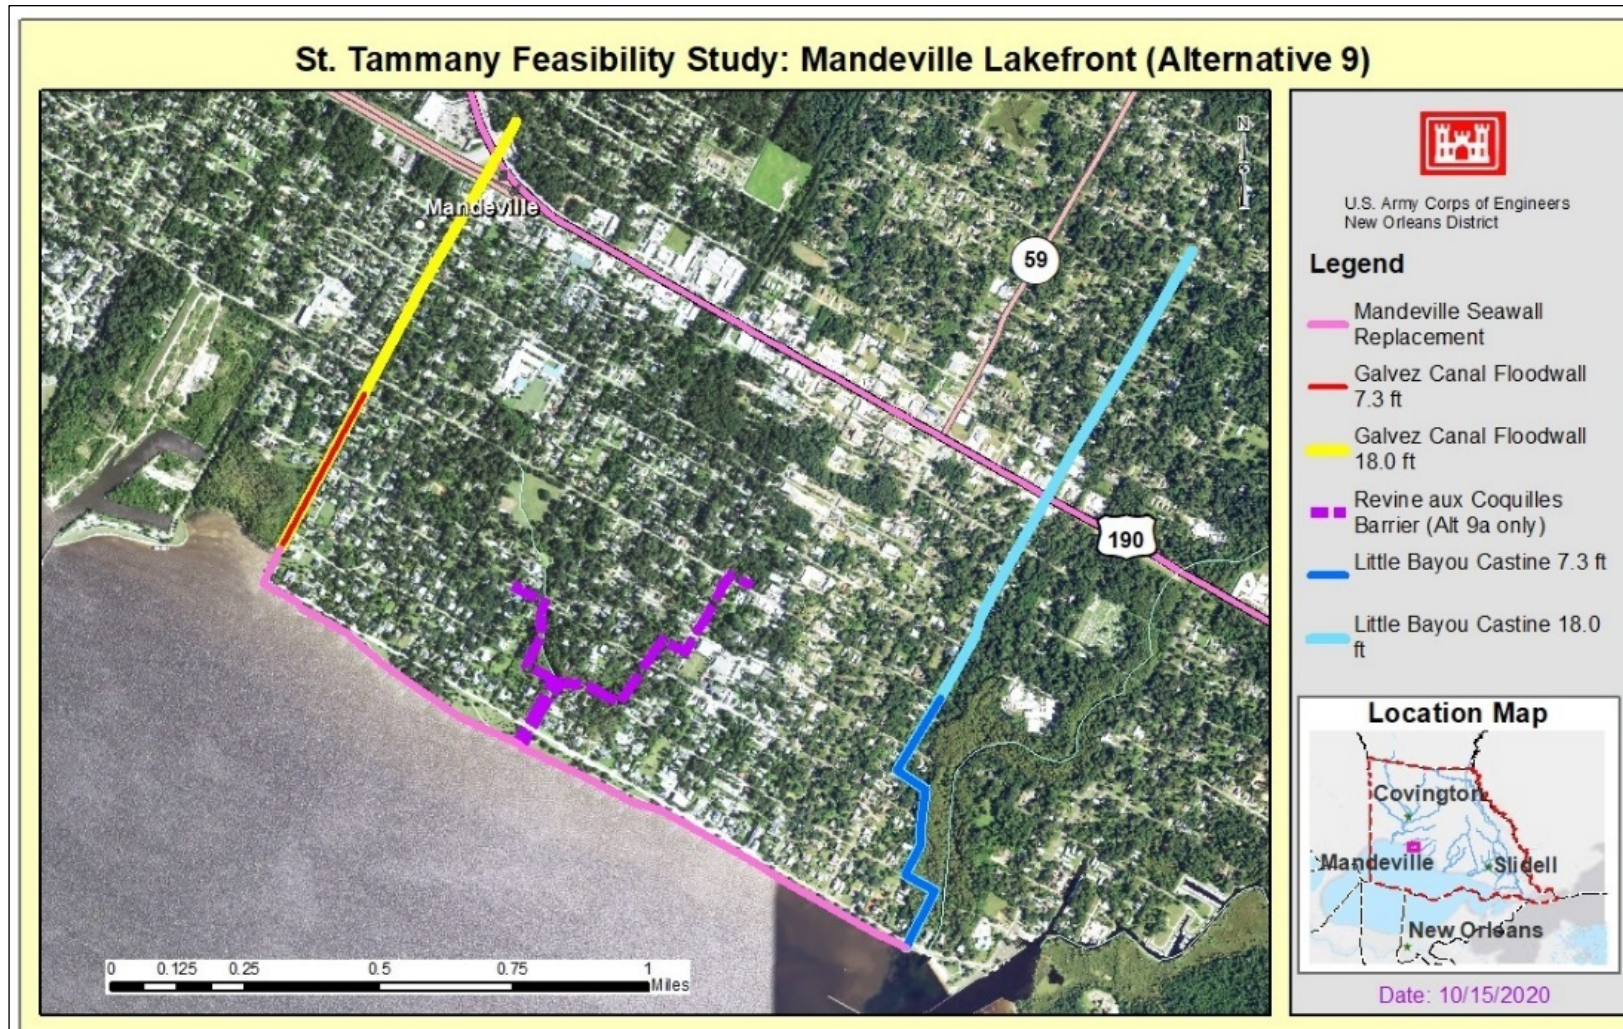 St. Tammany Feasibility Study: Mandeville Lakefront (Alternative 9)
N
Mandeville
59
190
0 0.125 0.25 0.5 0.75 1
Miles
U.S. Army Corps of Engineers
New Orleans District
Legend
Mandeville Seawall
Replacement
Galvez Canal Floodwall
7.3 ft
Galvez Canal Floodwall
18.0 ft
Revine aux Coquilles
Barrier (Alt 9a only)
Little Bayou Castine 7.3 ft
Little Bayou Castine 18.0
ft
Location Map
Covington
Mandeville
Slidell
New Orleans
Date: 10/15/2020